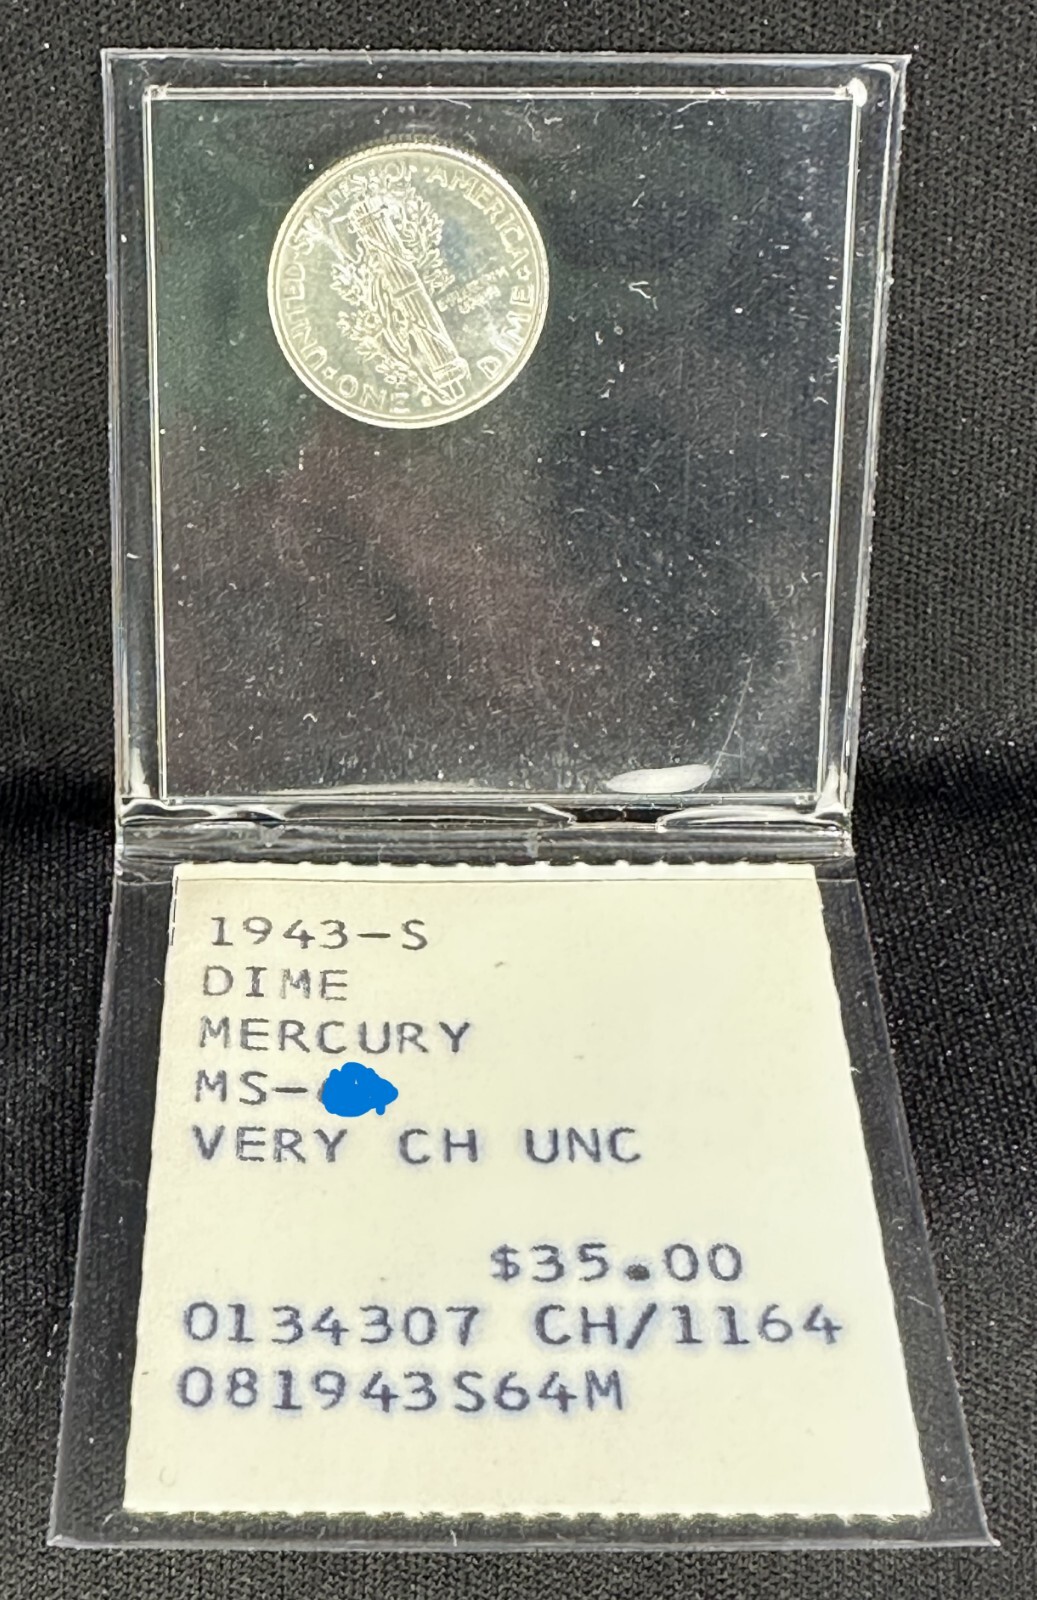 UNITED·STATES·OF·AMERICA
·ONE DIME
1943-S
DIME
MERCURY
MS-
VERY CH UNC
$35.00
0134307 CH/1164
081943S64M